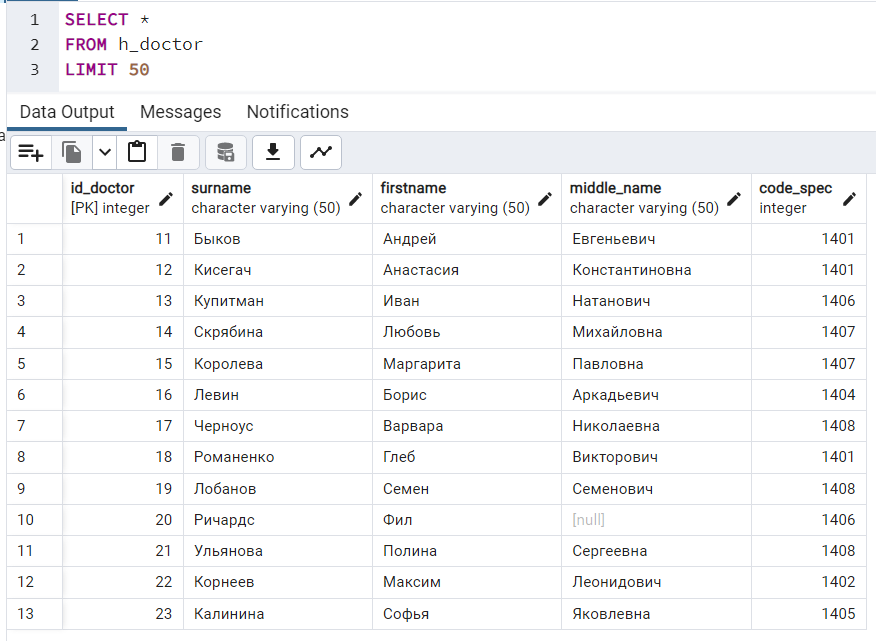 1 SELECT *
2 FROM h_doctor
3 LIMIT 50
Data Output Messages Notifications
a
id_doctor surname firstname middle_name code_spec
[PK] integer character varying (50) character varying (50) character varying (50) integer
1 11 Быков Андрей Евгеньевич 1401
2 12 Кисегач Анастасия Константиновна 1401
3 13 Купитман Иван Натанович 1406
4 14 Скрябина Любовь Михайловна 1407
5 15 Королева Маргарита Павловна 1407
6 16 Левин Борис Аркадьевич 1404
7 17 Черноус Варвара Николаевна 1408
8 18 Романенко Глеб Викторович 1401
9 19 Лобанов Семен Семенович 1408
10 20 Ричардс Фил [null] 1406
11 21 Ульянова Полина Сергеевна 1408
12 22 Корнеев Максим Леонидович 1402
13 23 Калинина Софья Яковлевна 1405